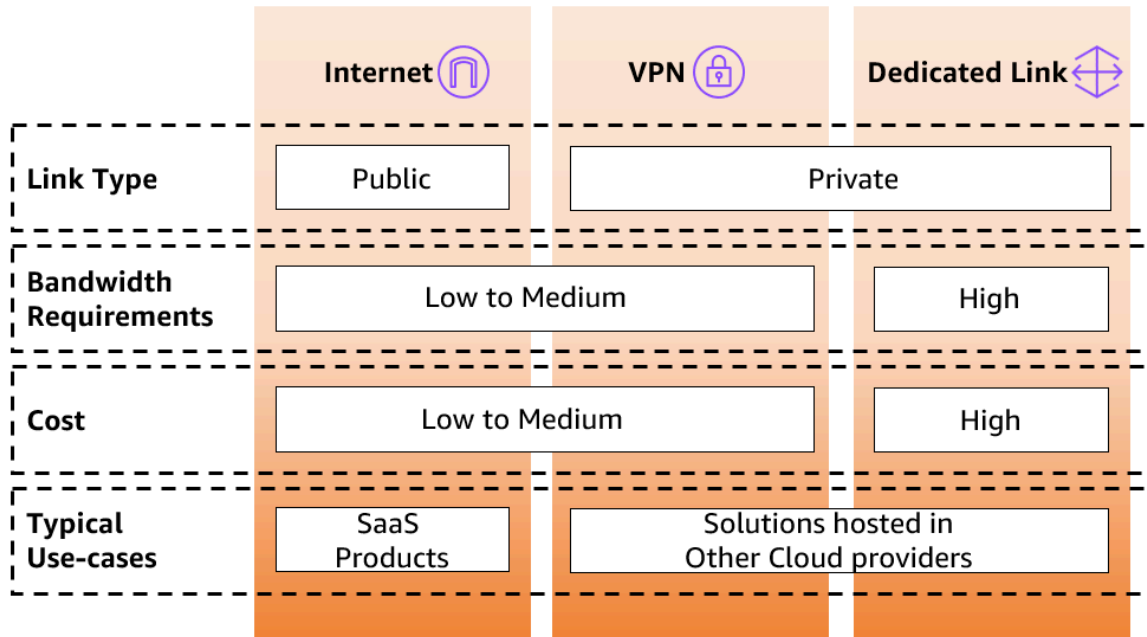 Internet
VPN
Dedicated Link
Link Type
Public
Private
Bandwidth
Requirements
Low to Medium
High
Cost
Low to Medium
High
Typical
Use-cases
SaaS
Products
Solutions hosted in
Other Cloud providers